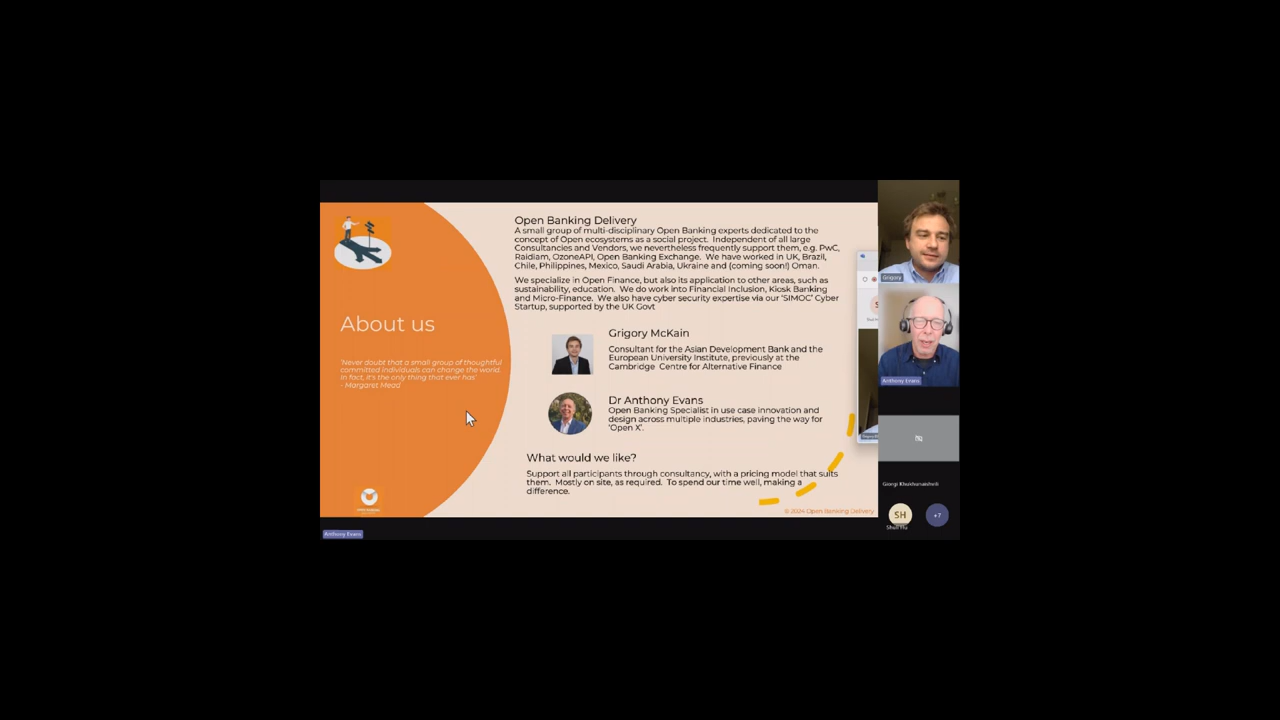 Open Banking Delivery
A small group of multi-disciplinary Open Banking experts dedicated to the
concept of Open ecosystems as a social project. Independent of all large
Consultancies and Vendors, we nevertheless frequently support them, e.g. PwC,
Raidiam, OzoneAPI, Open Banking Exchange. We have worked in UK, Brazil,
Chile, Philippines, Mexico, Saudi Arabia, Ukraine and (coming soon!) Oman.
We specialize in Open Finance, but also its application to other areas, such as
sustainability, education. We do work into Financial Inclusion, Kiosk Banking
and Micro-Finance. We also have cyber security expertise via our 'SIMOC' Cyber
Startup, supported by the UK Govt
About us
'Never doubt that a small group of thoughtful
committed individuals can change the world.
In fact, it's the only thing that ever has'
- Margaret Mead
Grigory McKain
Consultant for the Asian Development Bank and the
European University Institute, previously at the
Cambridge Centre for Alternative Finance
Dr Anthony Evans
Open Banking Specialist in use case innovation and
design across multiple industries, paving the way for
'Open X'.
What would we like?
Support all participants through consultancy, with a pricing model that suits
them. Mostly on site, as required. To spend our time well, making a
difference.
© 2024 Open Banking Delivery
Anthony Evans
Grigory
Anthony Evans
SH
+7